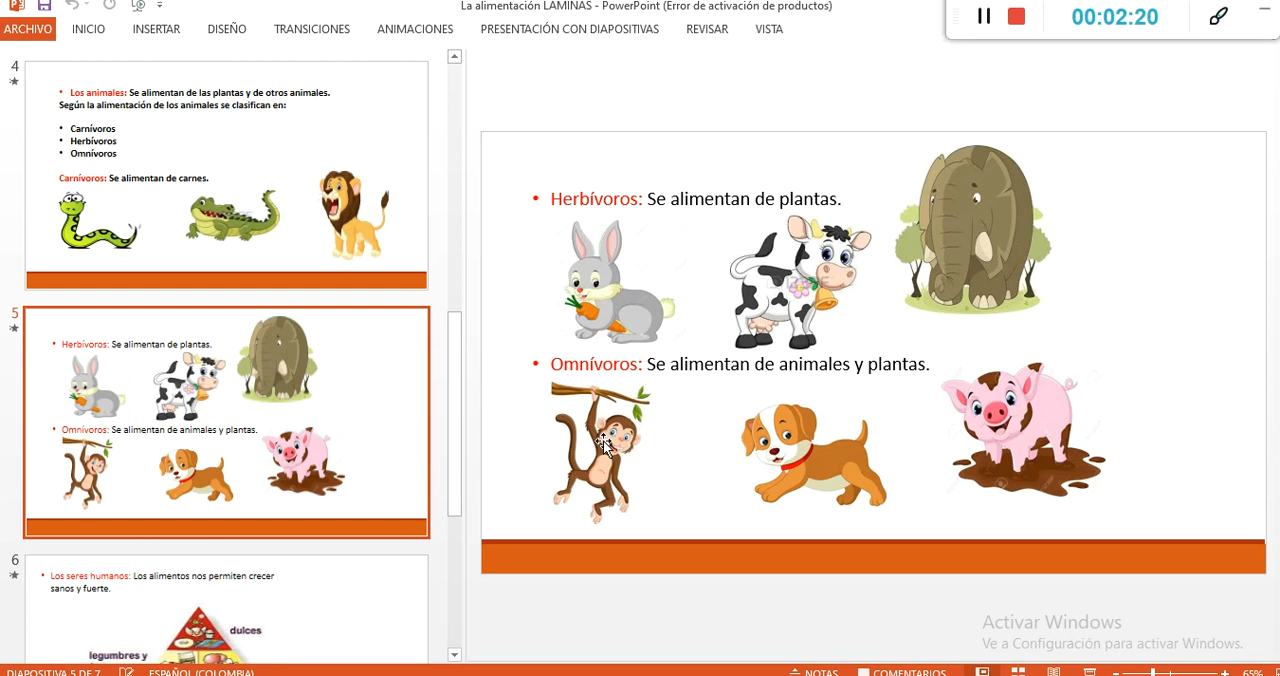 La alimentación LAMINAS - PowerPoint (Error de activación de productos)
00:02:20
ARCHIVO INICIO INSERTAR DISEÑO TRANSICIONES ANIMACIONES PRESENTACIÓN CON DIAPOSITIVAS REVISAR VISTA
4
• Los animales: Se alimentan de las plantas y de otros animales.
Según la alimentación de los animales se clasifican en:
• Carnívoros
• Herbívoros
• Omnívoros
Carnívoros: Se alimentan de carnes.
5
• Herbívoros: Se alimentan de plantas.
• Omnívoros: Se alimentan de animales y plantas.
6
• Los seres humanos: Los alimentos nos permiten crecer
sanos y fuerte.
dulces
legumbres y
• Herbívoros: Se alimentan de plantas.
• Omnívoros: Se alimentan de animales y plantas.
Activar Windows
Ve a Configuración para activar Windows.
DIAPOSITIVA 5 DE 7 ESPAÑOL (COLOMBIA) NOTAS COMENTARIOS 65%